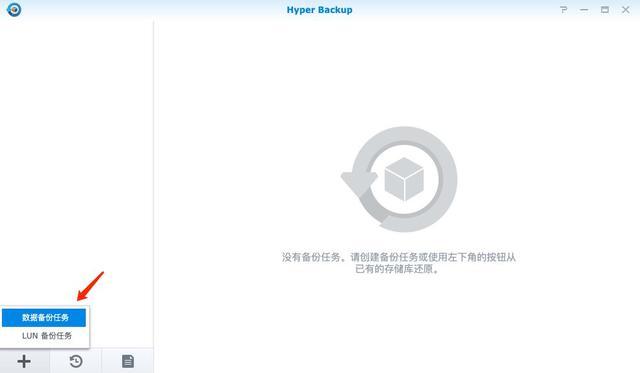 Hyper Backup
没有备份任务。请创建备份任务或使用左下角的按钮从
已有的存储库还原。
数据备份任务
LUN 备份任务